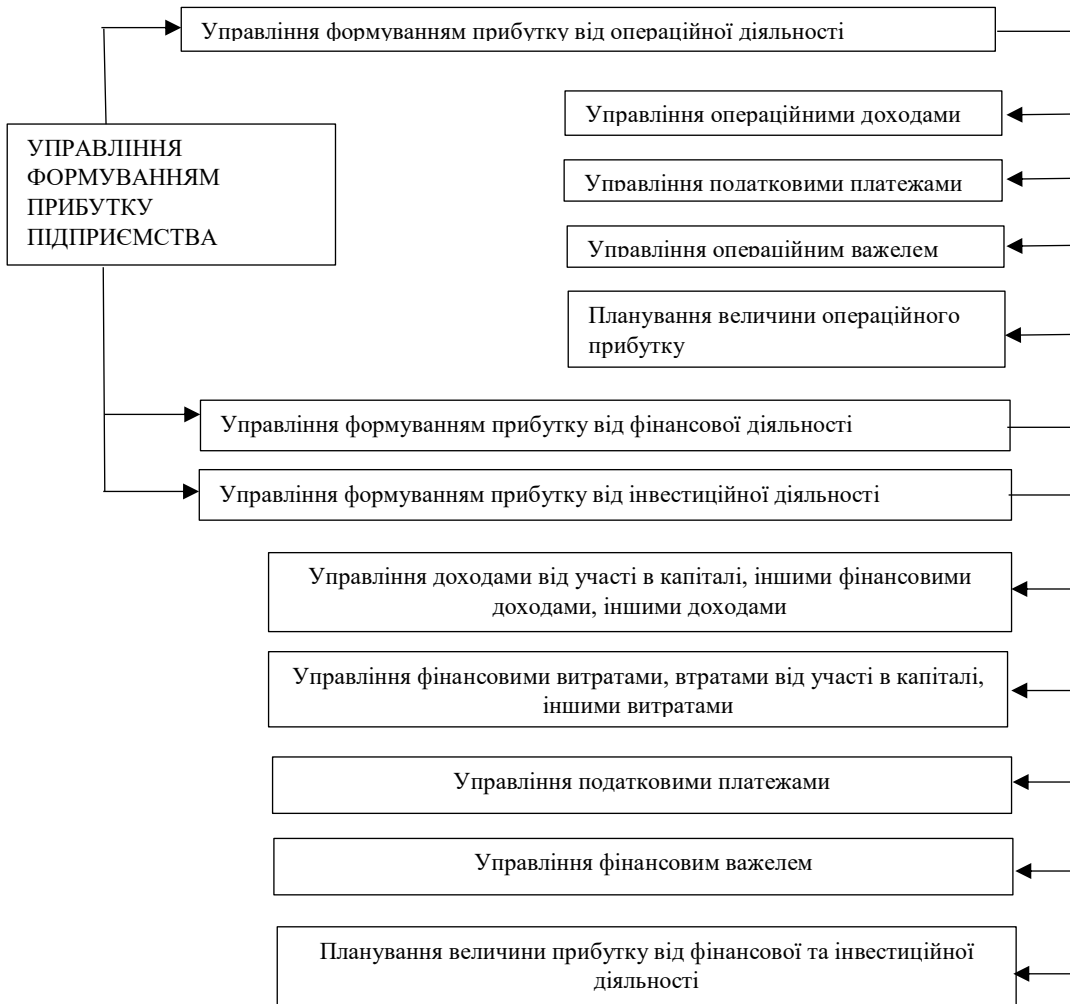 Управління формуванням прибутку від операційної діяльності
УПРАВЛІННЯ
ФОРМУВАННЯМ
ПРИБУТКУ
ПІДПРИЄМСТВА
Управління операційними доходами
Управління податковими платежами
Управління операційним важелем
Планування величини операційного
прибутку
Управління формуванням прибутку від фінансової діяльності
Управління формуванням прибутку від інвестиційної діяльності
Управління доходами від участі в капіталі, іншими фінансовими
доходами, іншими доходами
Управління фінансовими витратами, втратами від участі в капіталі,
іншими витратами
Управління податковими платежами
Управління фінансовим важелем
Планування величини прибутку від фінансової та інвестиційної
діяльності